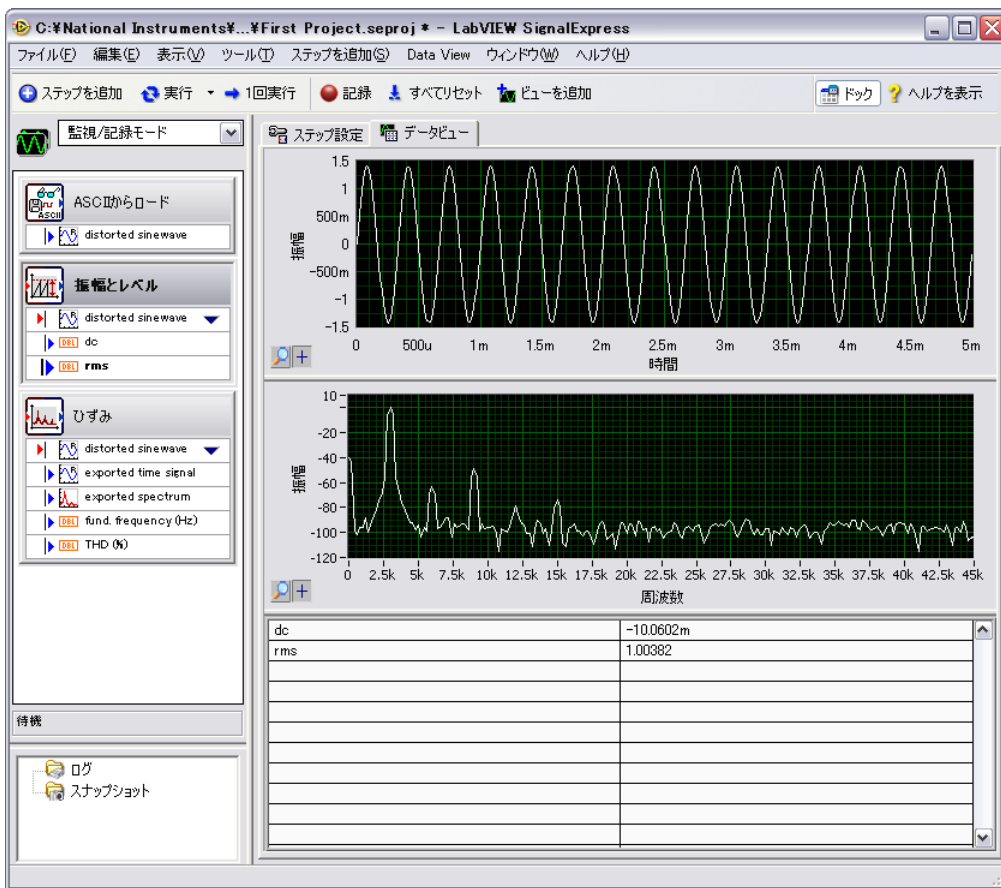 C:¥National Instruments¥...¥First Project.seproj * - LabVIEW SignalExpress
ファイル(F) 編集(E) 表示(V) ツール(T) ステップを追加(S) Data View ウィンドウ(W) ヘルプ(H)
ステップを追加 実行 1回実行 記録 すべてリセット ビューを追加 ドック ヘルプを表示
監視/記録モード
ASCIIからロード
distorted sinewave
振幅とレベル
distorted sinewave
DBL dc
DBL rms
ひずみ
distorted sinewave
exported time signal
exported spectrum
DBL fund. frequency (Hz)
DBL THD (%)
待機
ログ
スナップショット
ステップ設定 データビュー
振幅
1.5
1
500m
0
-500m
-1
-1.5
0 500u 1m 1.5m 2m 2.5m 3m 3.5m 4m 4.5m 5m
時間
振幅
10
-20
-40
-60
-80
-100
-120
0 2.5k 5k 7.5k 10k 12.5k 15k 17.5k 20k 22.5k 25k 27.5k 30k 32.5k 35k 37.5k 40k 42.5k 45k
周波数
dc -10.0602m
rms 1.00382